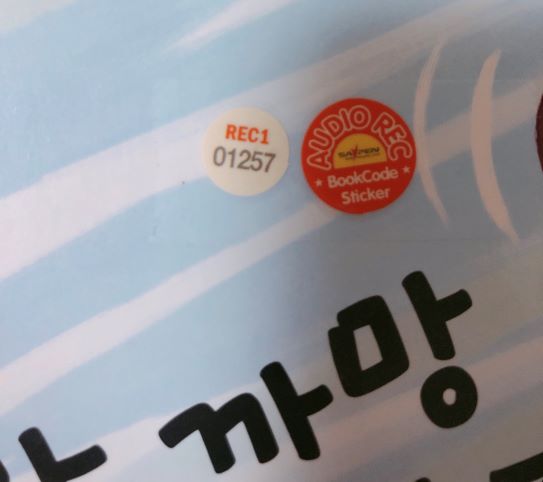 REC1
01257
AUDIO REC
SAYPEN
★ BookCode ★
Sticker
까망